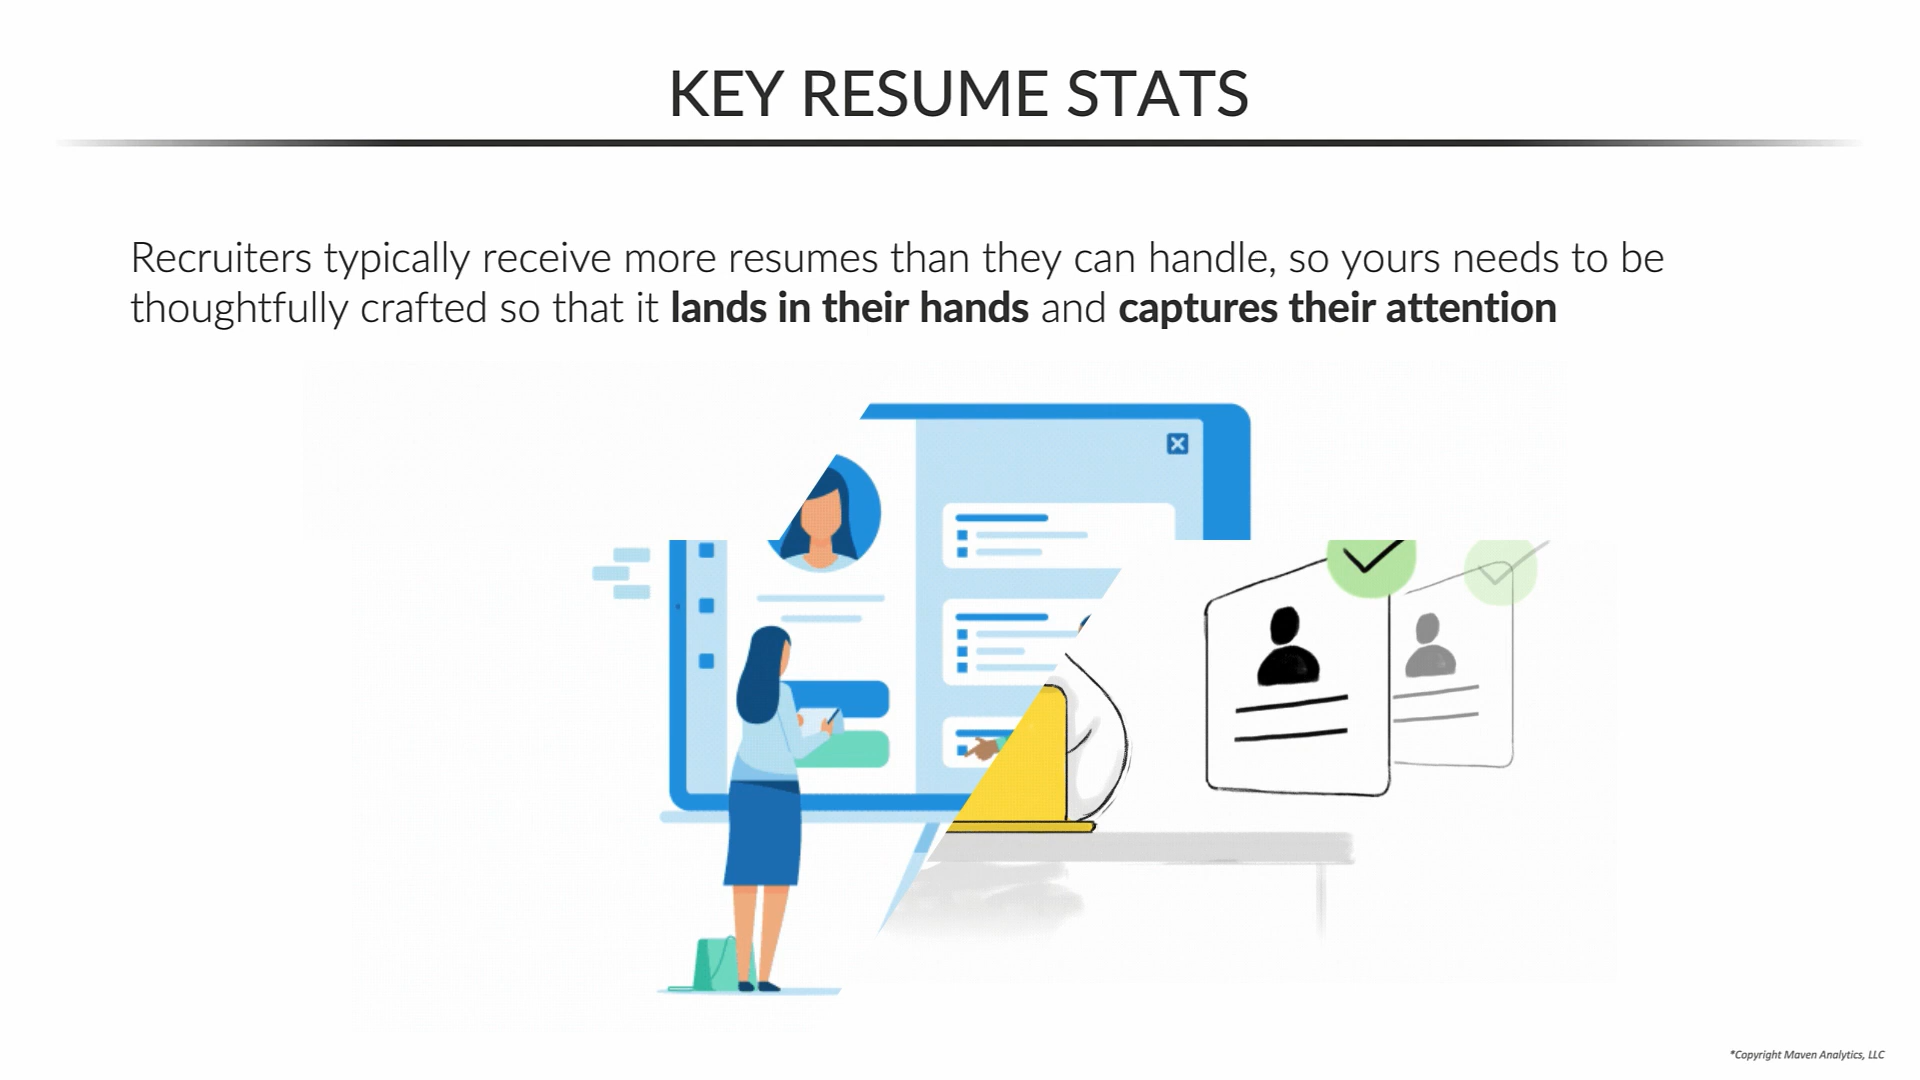 KEY RESUME STATS
Recruiters typically receive more resumes than they can handle, so yours needs to be
thoughtfully crafted so that it lands in their hands and captures their attention
*Copyright Maven Analytics, LLC